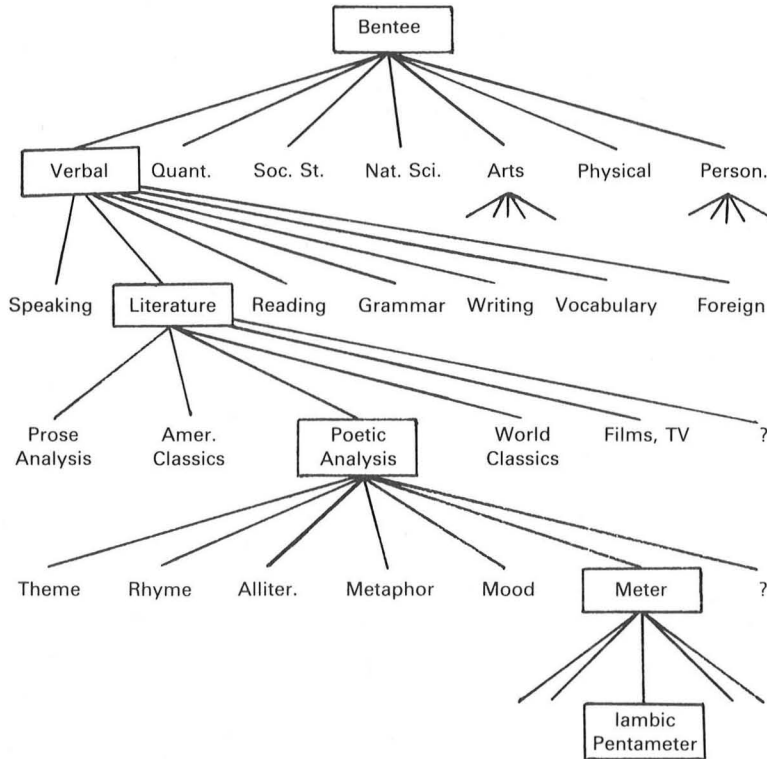 Bentee
Verbal Quant. Soc. St. Nat. Sci. Arts Physical Person.
Speaking Literature Reading Grammar Writing Vocabulary Foreign
Prose Amer. Poetic World Films, TV ?
Analysis Classics Analysis Classics
Theme Rhyme Alliter. Metaphor Mood Meter ?
Iambic
Pentameter